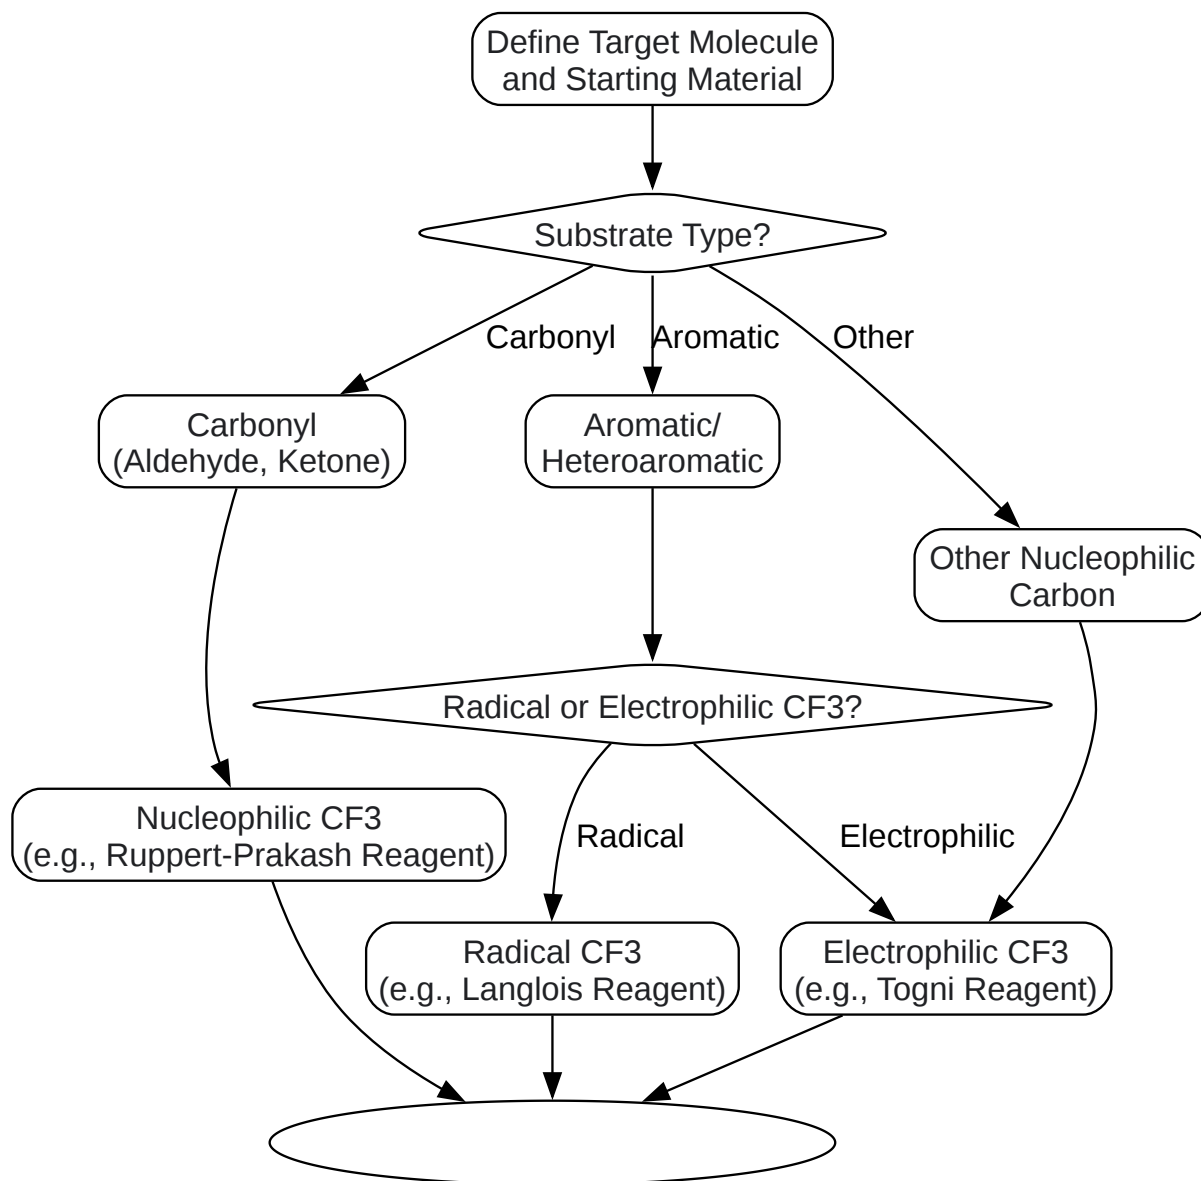 Define Target Molecule
and Starting Material
Substrate Type?
Carbonyl
Aromatic
Other
Carbonyl
(Aldehyde, Ketone)
Aromatic/
Heteroaromatic
Other Nucleophilic
Carbon
Radical or Electrophilic CF3?
Nucleophilic CF3
(e.g., Ruppert-Prakash Reagent)
Radical
Electrophilic
Radical CF3
(e.g., Langlois Reagent)
Electrophilic CF3
(e.g., Togni Reagent)